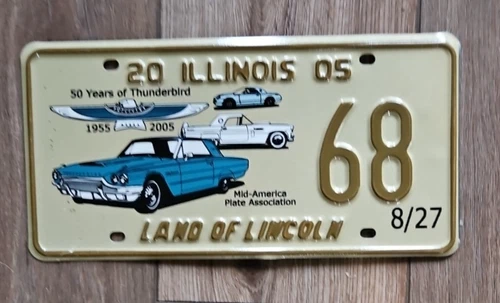 20 ILLINOIS 05
50 Years of Thunderbird
1955 2005
68
Mid-America
Plate Association
8/27
LAND OF LINCOLN